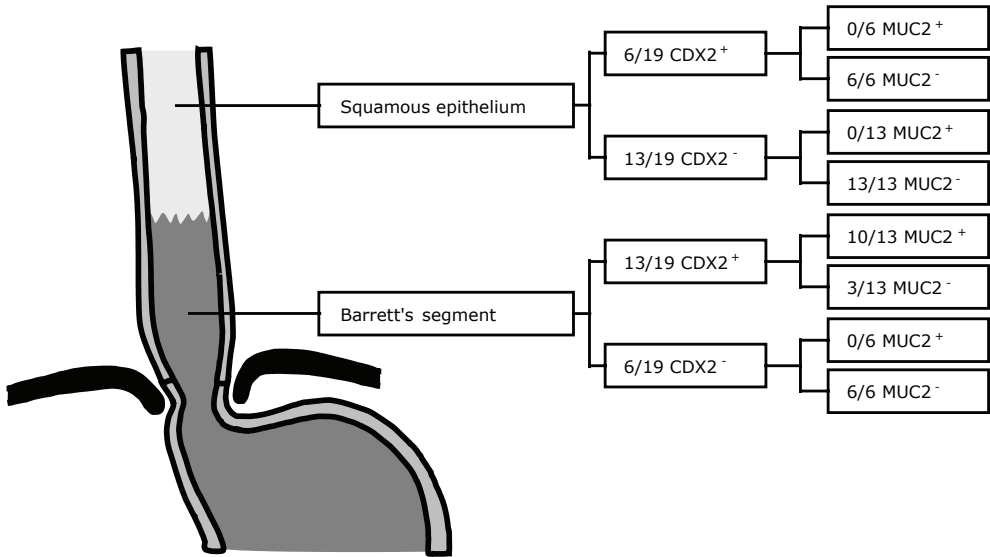 Squamous epithelium
6/19 CDX2⁺
0/6 MUC2⁺
6/6 MUC2⁻
13/19 CDX2⁻
0/13 MUC2⁺
13/13 MUC2⁻
Barrett's segment
13/19 CDX2⁺
10/13 MUC2⁺
3/13 MUC2⁻
6/19 CDX2⁻
0/6 MUC2⁺
6/6 MUC2⁻